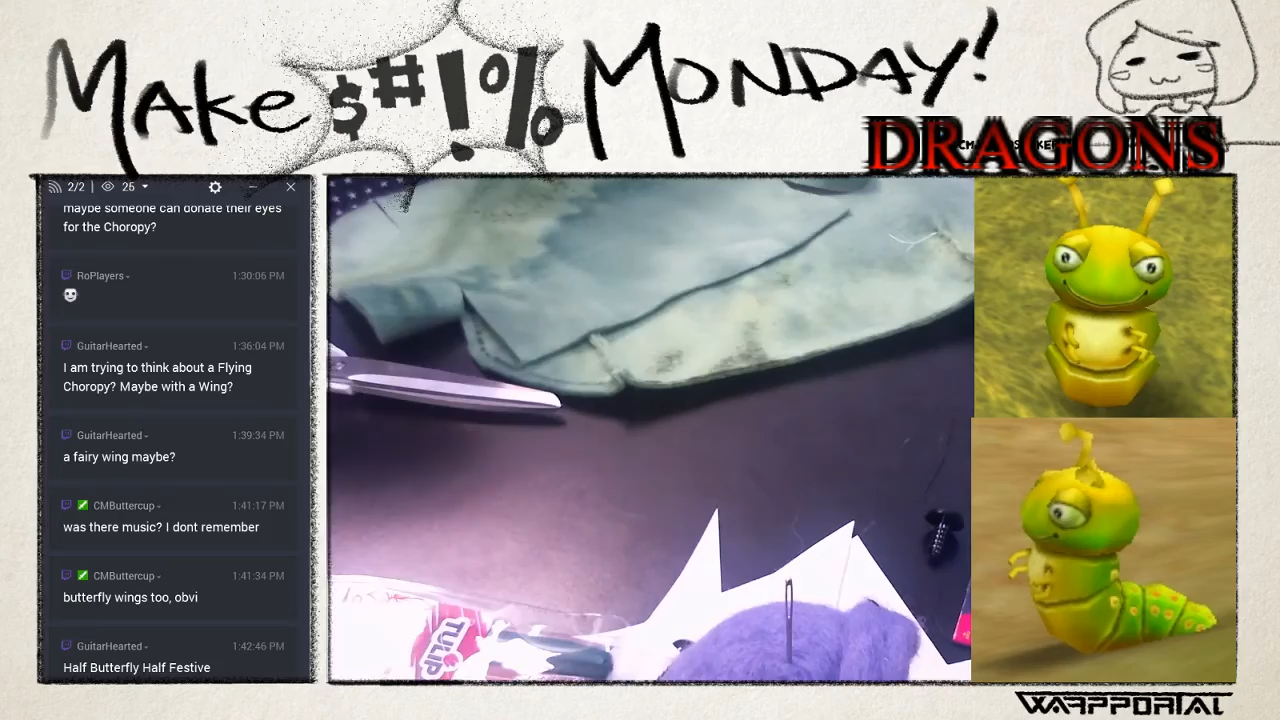 MAKE $#!% MONDAY!
DRAGONS
2/2 | 26
maybe someone can donate their eyes
for the Choropy?
RoPlayers 1:30:06 PM
GuitarHearted 1:36:04 PM
I am trying to think about a Flying
Choropy? Maybe with a Wing?
GuitarHearted 1:39:34 PM
a fairy wing maybe?
CMButtercup 1:41:17 PM
was there music? I dont remember
CMButtercup 1:41:34 PM
butterfly wings too, obvi
GuitarHearted 1:42:46 PM
Half Butterfly Half Festive
TULIP
WARPPORTAL